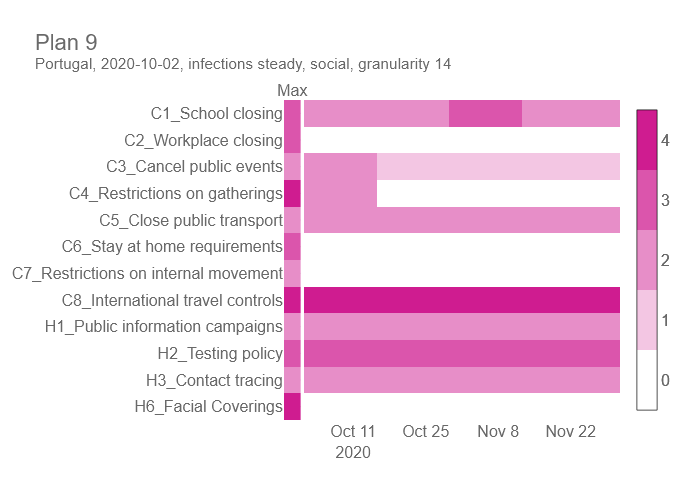 Plan 9
Portugal, 2020-10-02, infections steady, social, granularity 14
Max
C1_School closing
C2_Workplace closing
C3_Cancel public events
C4_Restrictions on gatherings
C5_Close public transport
C6_Stay at home requirements
C7_Restrictions on internal movement
C8_International travel controls
H1_Public information campaigns
H2_Testing policy
H3_Contact tracing
H6_Facial Coverings
4
3
2
1
0
Oct 11 Oct 25 Nov 8 Nov 22
2020